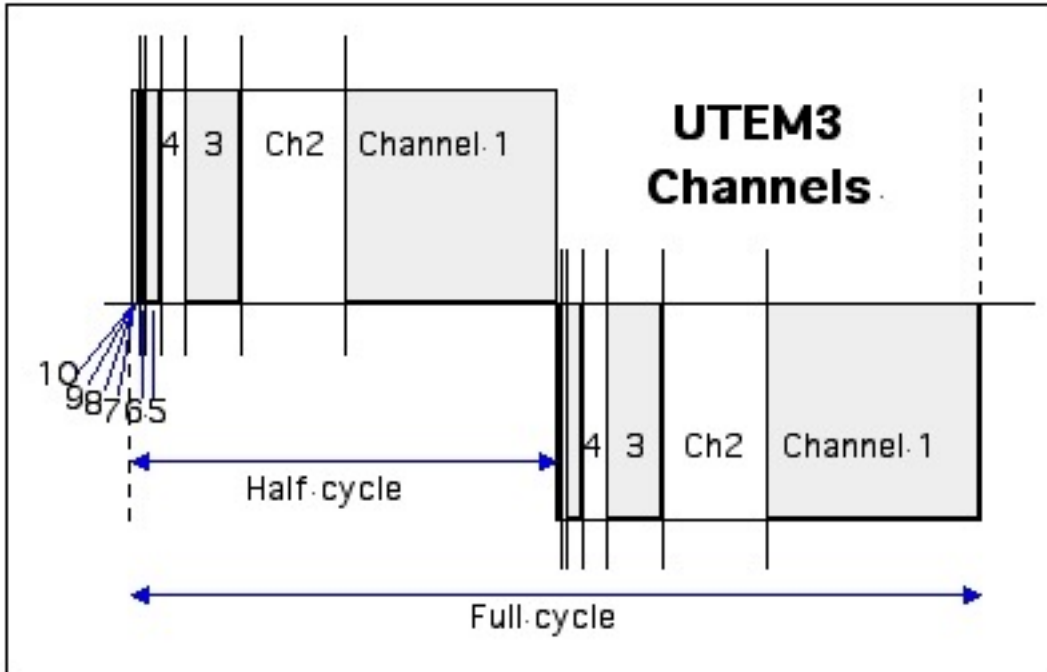 UTEM3
Channels
4 3 Ch2 Channel 1
10
9 8 7 6 5
4 3 Ch2 Channel 1
Half cycle
Full cycle